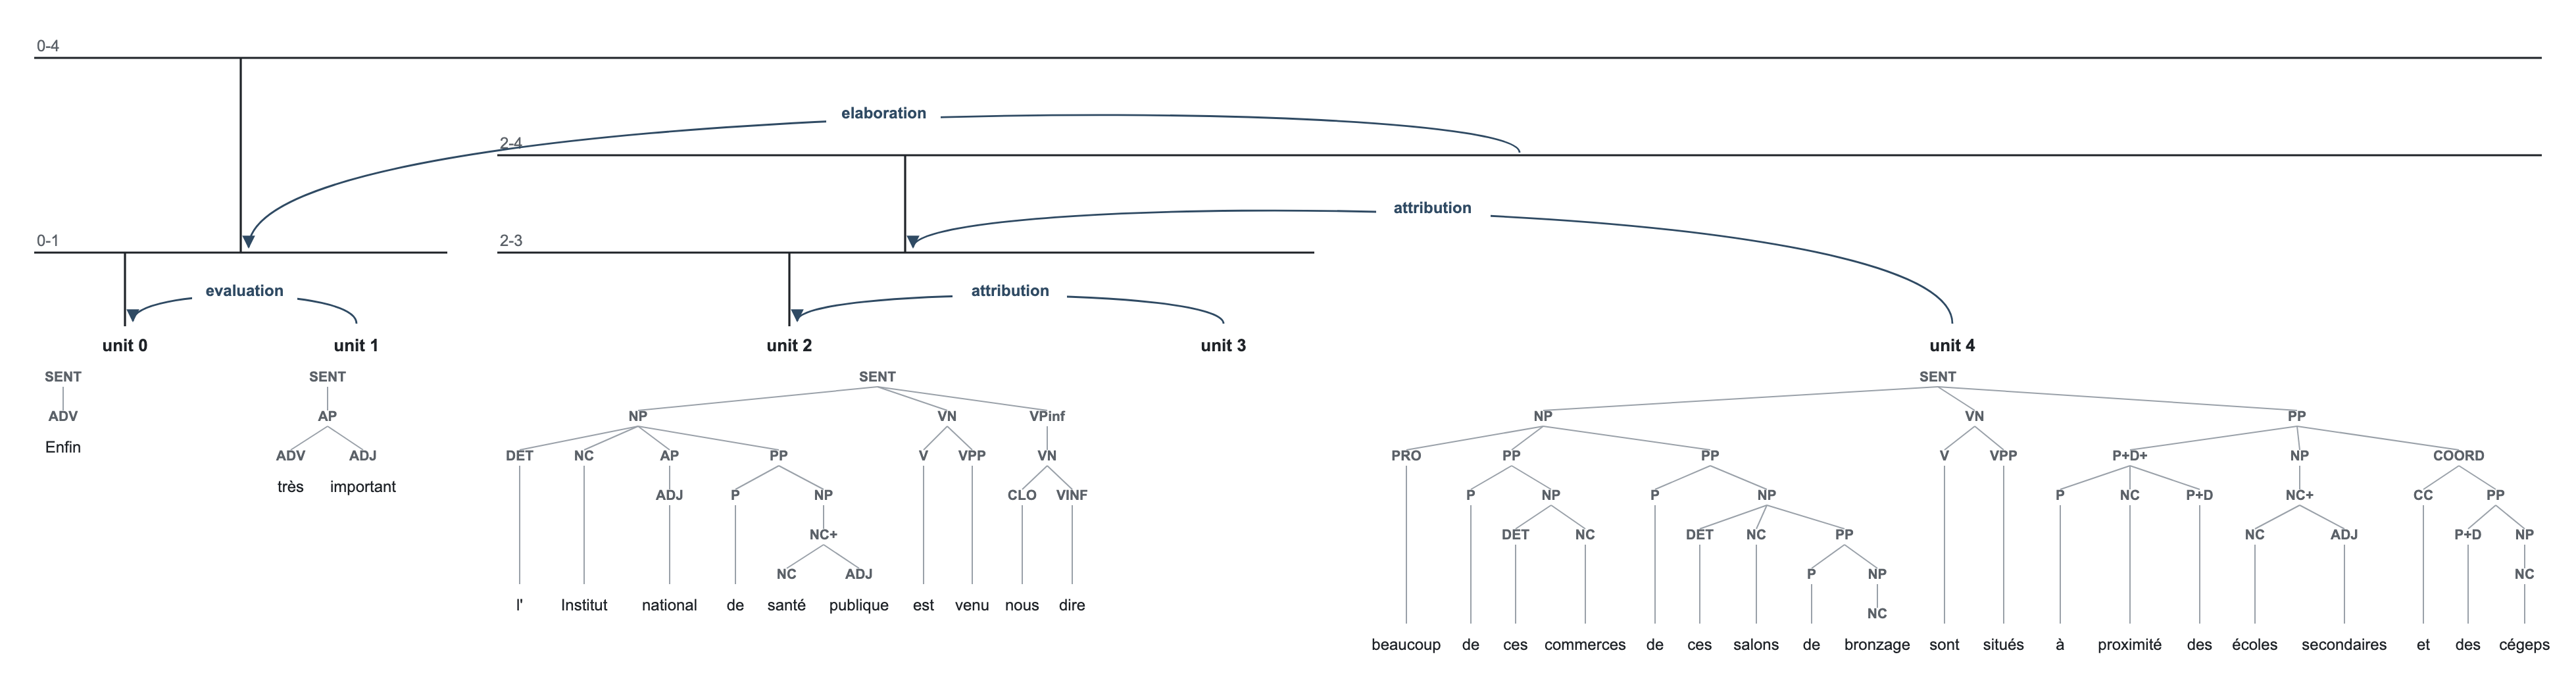 0-4
elaboration
2-4
attribution
0-1
2-3
evaluation
attribution
unit 0
unit 1
unit 2
unit 3
unit 4
SENT SENT SENT SENT
ADV AP NP VN VPinf NP VN PP
Enfin
ADV ADJ DET NC AP PP V VPP VN PRO PP PP V VPP P+D+ NP COORD
très important
ADJ P NP CLO VINF P NP P NP P NC P+D NC+ CC PP
NC+ DET NC DET NC PP NC ADJ P+D NP
NC ADJ P NP NC
l' Institut national de santé publique est venu nous dire
NC
beaucoup de ces commerces de ces salons de bronzage sont situés à proximité des écoles secondaires et des cégeps